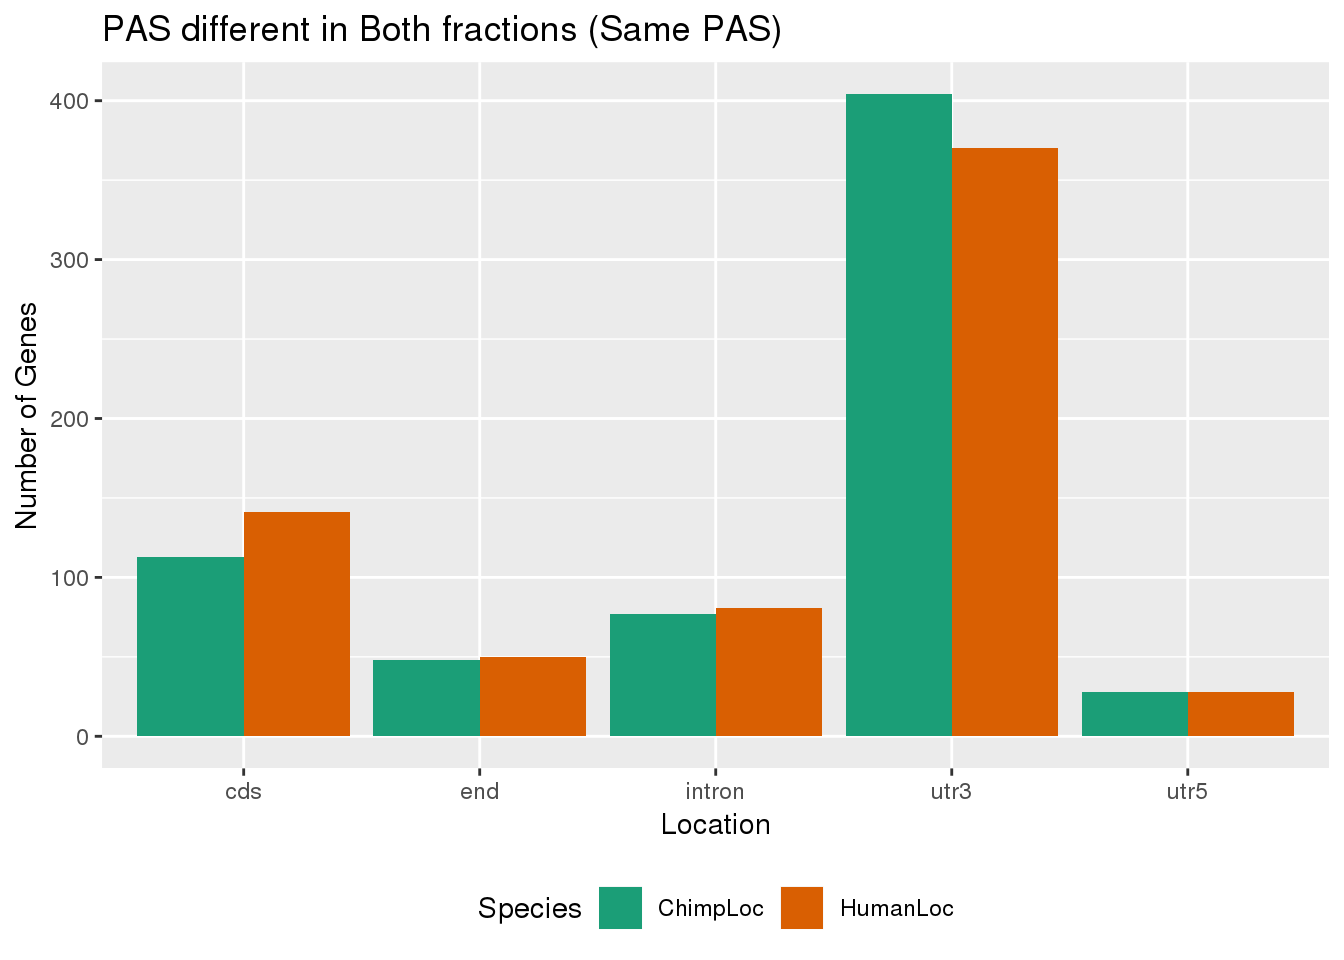 PAS different in Both fractions (Same PAS)
Number of Genes
400
300
200
100
0
cds end intron utr3 utr5
Location
Species ChimpLoc HumanLoc